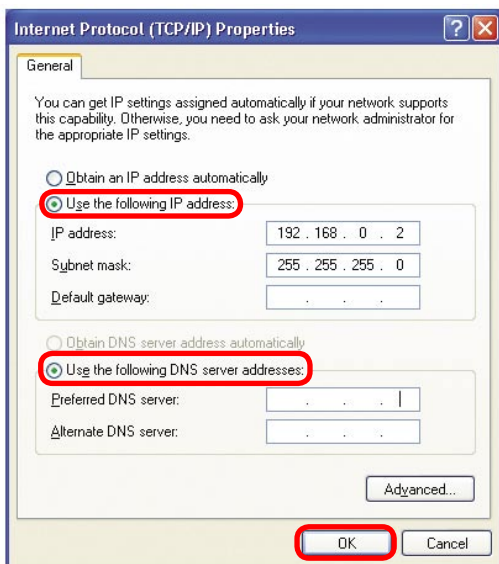 Internet Protocol (TCP/IP) Properties
General
You can get IP settings assigned automatically if your network supports
this capability. Otherwise, you need to ask your network administrator for
the appropriate IP settings.
Obtain an IP address automatically
Use the following IP address:
IP address: 192 . 168 . 0 . 2
Subnet mask: 255 . 255 . 255 . 0
Default gateway: . . .
Obtain DNS server address automatically
Use the following DNS server addresses:
Preferred DNS server: . . .
Alternate DNS server: . . .
Advanced...
OK Cancel